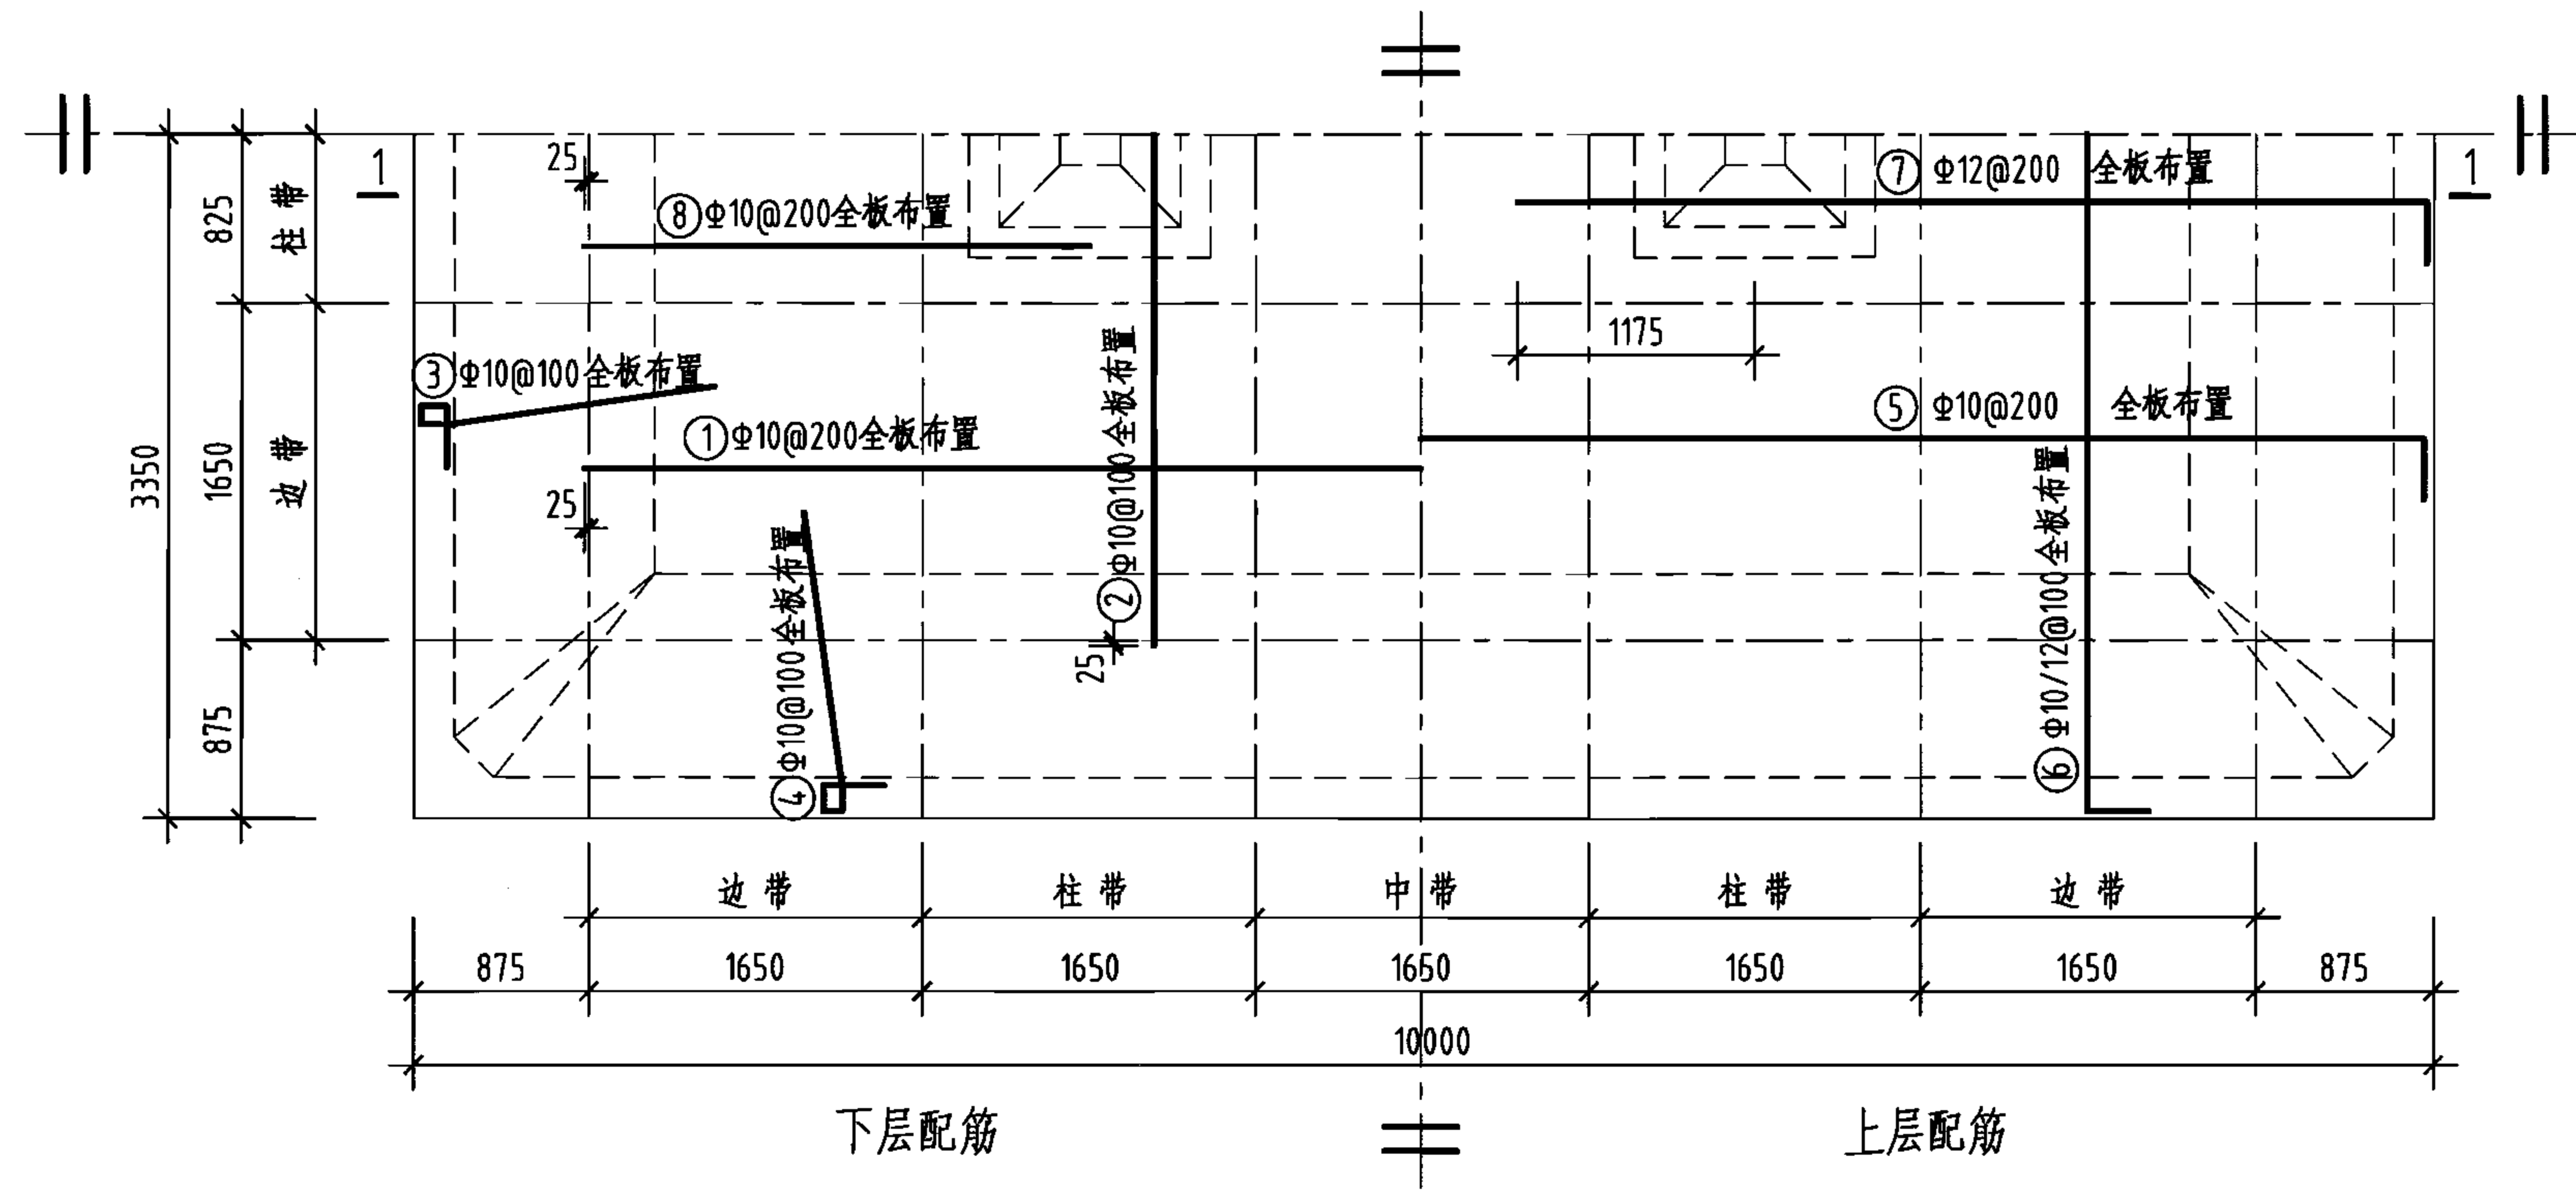 1
25
⑧Φ10@200全板布置
⑦ Φ12@200 全板布置
1
825
柱带
③Φ10@100全板布置
1175
①Φ10@200全板布置
⑤ Φ10@200 全板布置
3350
1650
边带
25
②Φ10@100全板布置
④Φ10@100全板布置
⑥Φ10/12@100全板布置
25
875
边带 柱带 中带 柱带 边带
875 1650 1650 1650 1650 1650 875
10000
下层配筋 上层配筋